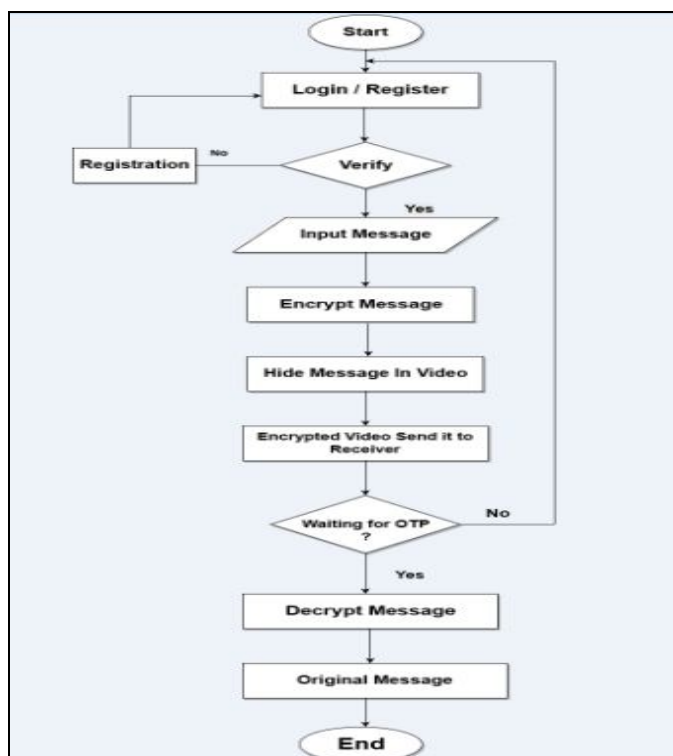 Start
Login / Register
Registration
No
Verify
Yes
Input Message
Encrypt Message
Hide Message In Video
Encrypted Video Send it to
Receiver
Waiting for OTP
?
No
Yes
Decrypt Message
Original Message
End